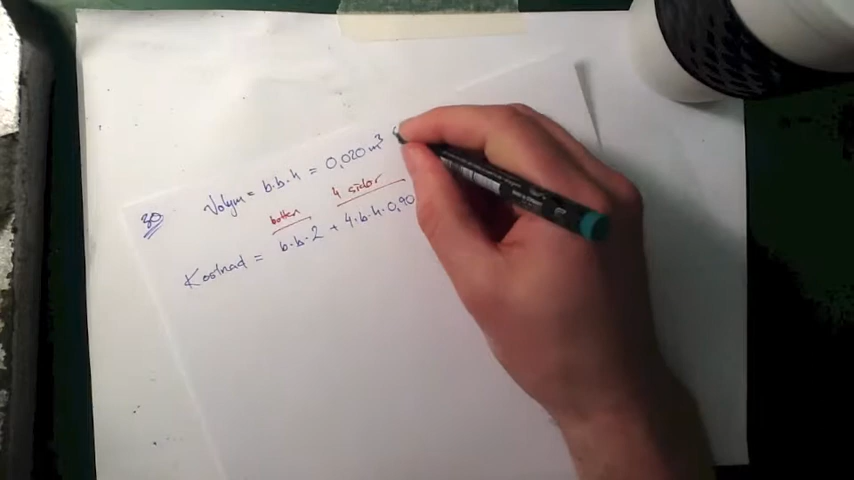 30 Volym = b·b·h = 0,020 m³
botten 4 sidor
Kostnad = b·b·2 + 4·b·h·0,90